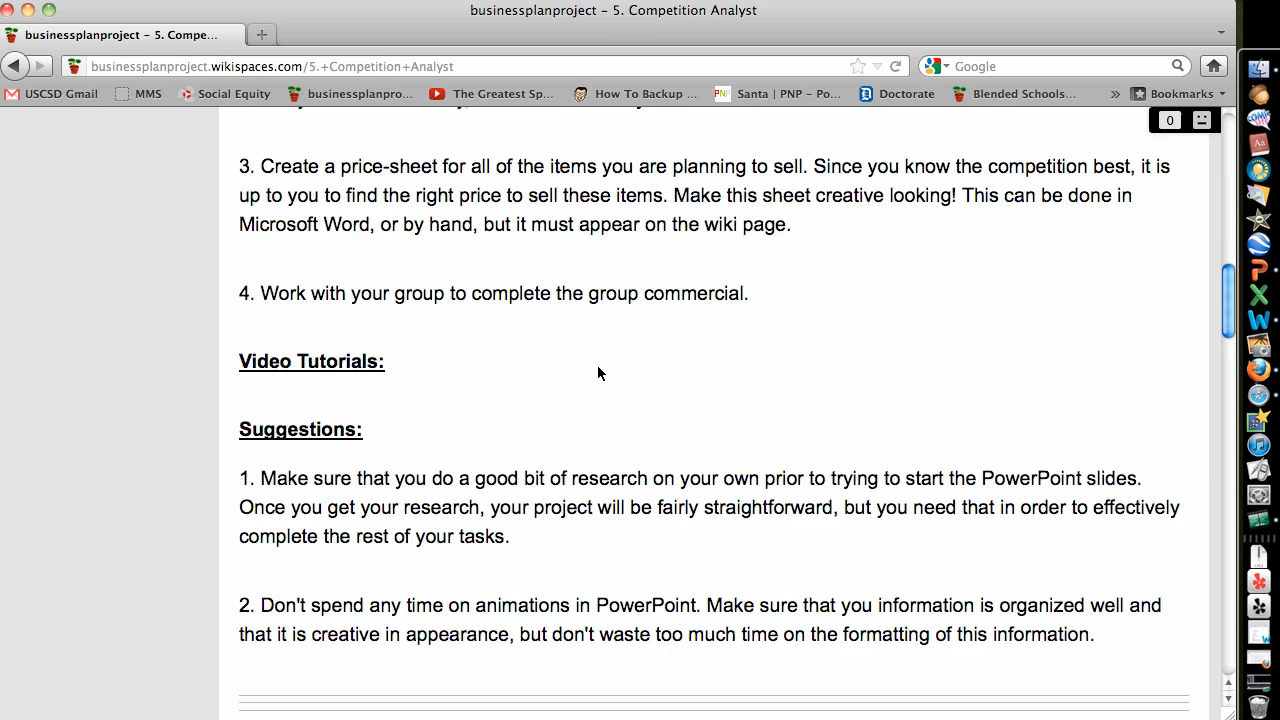 businessplanproject – 5. Competition Analyst
businessplanproject – 5. Compe...
businessplanproject.wikispaces.com/5.+Competition+Analyst
Google
USCSD Gmail MMS Social Equity businessplanpro... The Greatest Sp... How To Backup ... PNP Santa | PNP – Po... Doctorate Blended Schools... » Bookmarks
0
3. Create a price-sheet for all of the items you are planning to sell. Since you know the competition best, it is
up to you to find the right price to sell these items. Make this sheet creative looking! This can be done in
Microsoft Word, or by hand, but it must appear on the wiki page.
4. Work with your group to complete the group commercial.
Video Tutorials:
Suggestions:
1. Make sure that you do a good bit of research on your own prior to trying to start the PowerPoint slides.
Once you get your research, your project will be fairly straightforward, but you need that in order to effectively
complete the rest of your tasks.
2. Don't spend any time on animations in PowerPoint. Make sure that you information is organized well and
that it is creative in appearance, but don't waste too much time on the formatting of this information.